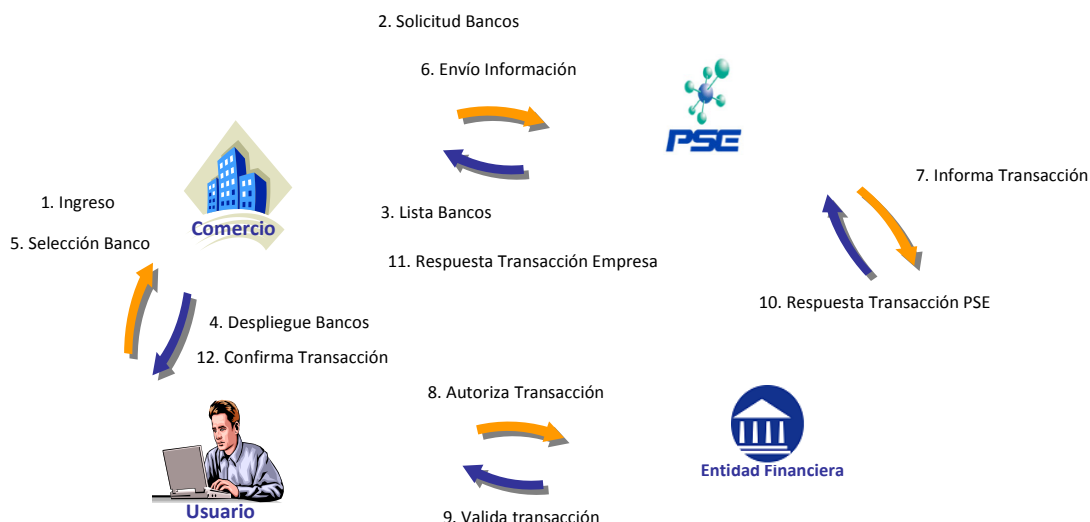 2. Solicitud Bancos
6. Envío Información
PSE
7. Informa Transacción
1. Ingreso
Comercio
3. Lista Bancos
5. Selección Banco
11. Respuesta Transacción Empresa
10. Respuesta Transacción PSE
4. Despliegue Bancos
12. Confirma Transacción
8. Autoriza Transacción
Entidad Financiera
Usuario
9. Valida transacción